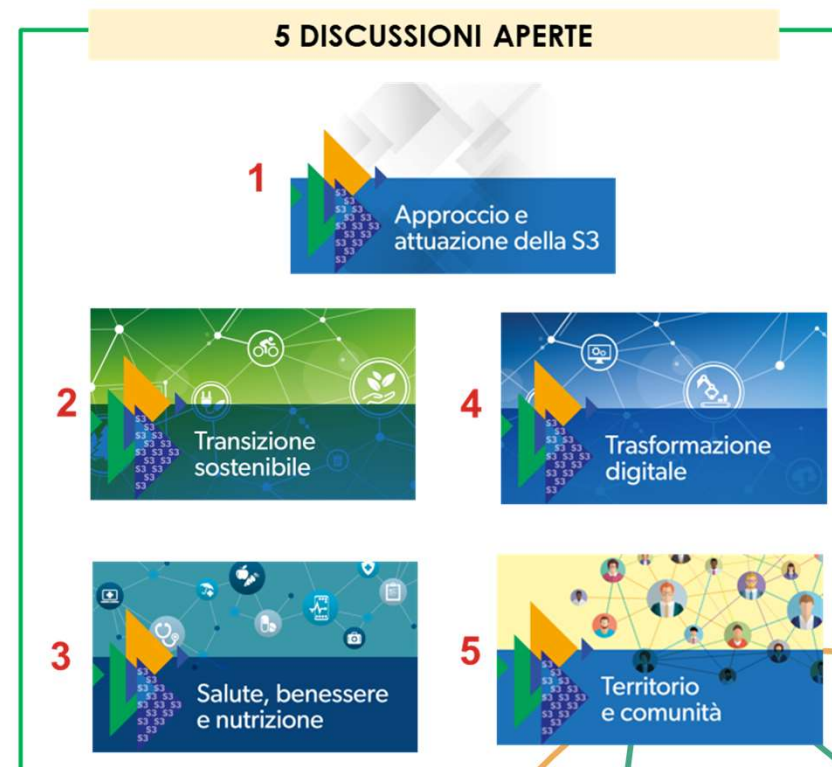 5 DISCUSSIONI APERTE
1
Approccio e
attuazione della S3
2
Transizione
sostenibile
4
Trasformazione
digitale
3
Salute, benessere
e nutrizione
5
Territorio
e comunità